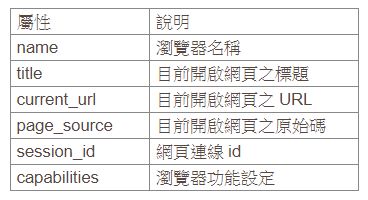 屬性 說明
name 瀏覽器名稱
title 目前開啟網頁之標題
current_url 目前開啟網頁之 URL
page_source 目前開啟網頁之原始碼
session_id 網頁連線 id
capabilities 瀏覽器功能設定